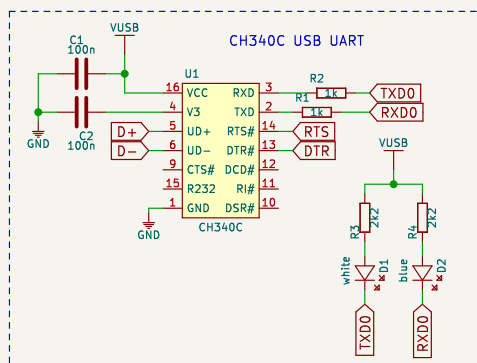 CH340C USB UART
VUSB
C1
100n
C2
100n
GND
U1
16 VCC
4 V3
5 UD+
6 UD-
9 CTS#
15 R232
1 GND
RXD 3
TXD 2
RTS# 14
DTR# 13
DCD# 12
RI# 11
DSR# 10
CH340C
D+
D-
GND
R2
1k
TXD0
R1
1k
RXD0
RTS
DTR
VUSB
R3
2k2
R4
2k2
white
D1
blue
D2
TXD0
RXD0